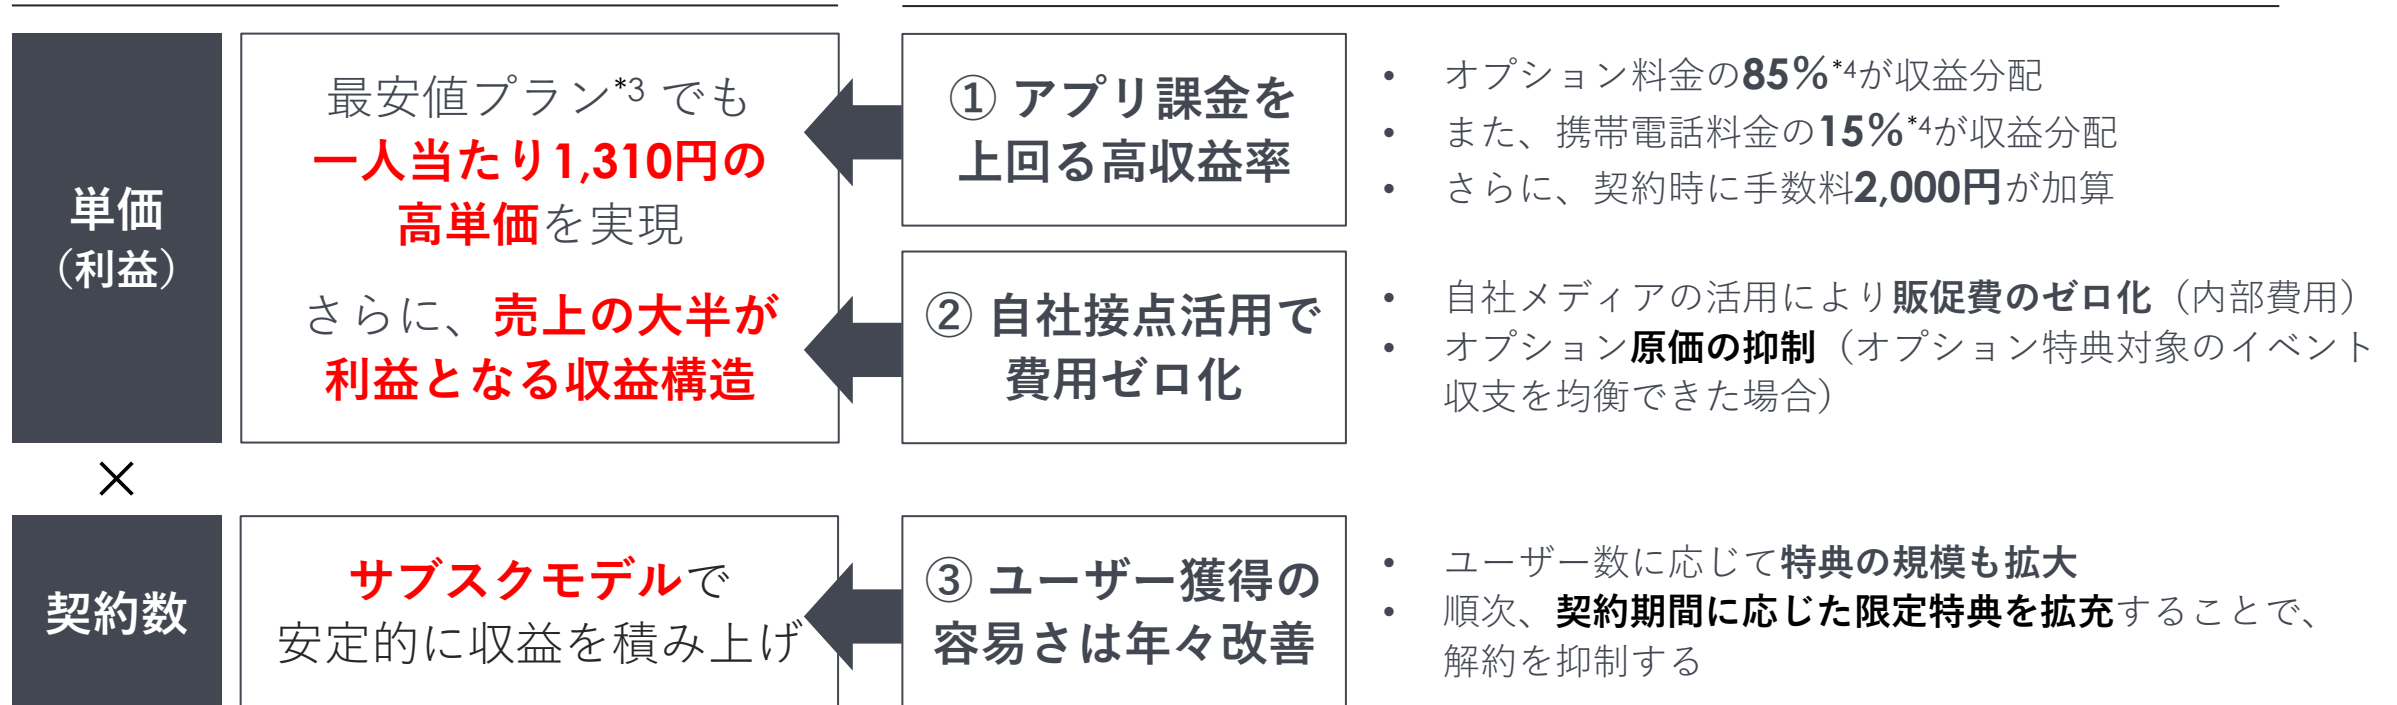 単価
（利益）
最安値プラン*3 でも
一人当たり1,310円の
高単価を実現
さらに、売上の大半が
利益となる収益構造
① アプリ課金を
上回る高収益率
• オプション料金の85%*4が収益分配
• また、携帯電話料金の15%*4が収益分配
• さらに、契約時に手数料2,000円が加算
② 自社接点活用で
費用ゼロ化
• 自社メディアの活用により販促費のゼロ化（内部費用）
• オプション原価の抑制（オプション特典対象のイベント
収支を均衡できた場合）
×
契約数
サブスクモデルで
安定的に収益を積み上げ
③ ユーザー獲得の
容易さは年々改善
• ユーザー数に応じて特典の規模も拡大
• 順次、契約期間に応じた限定特典を拡充することで、
解約を抑制する